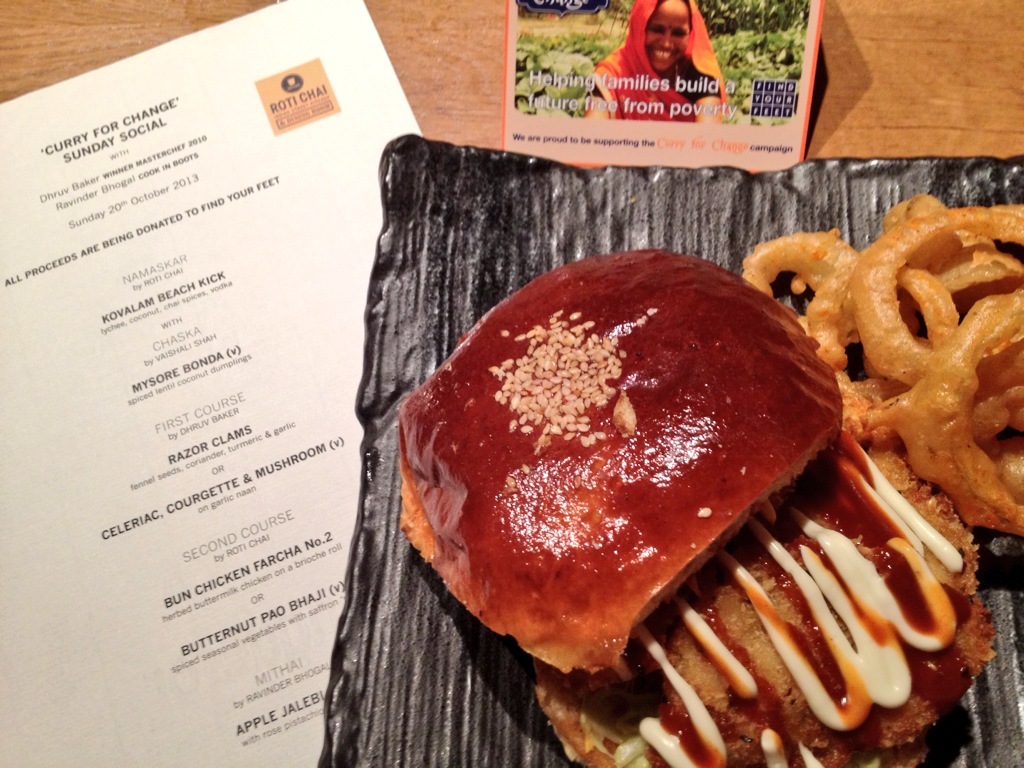 'CURRY FOR CHANGE'
SUNDAY SOCIAL
WITH
Dhruv Baker WINNER MASTERCHEF 2010
Ravinder Bhogal COOK IN BOOTS
Sunday 20th October 2013
ALL PROCEEDS ARE BEING DONATED TO FIND YOUR FEET
NAMASKAR
by ROTI CHAI
KOVALAM BEACH KICK
lychee, coconut, chai spices, vodka
WITH
CHASKA
by VAISHALI SHAH
MYSORE BONDA (v)
spiced lentil coconut dumplings
FIRST COURSE
by DHRUV BAKER
RAZOR CLAMS
fennel seeds, coriander, turmeric & garlic
OR
CELERIAC, COURGETTE & MUSHROOM (v)
on garlic naan
SECOND COURSE
by ROTI CHAI
BUN CHICKEN FARCHA No.2
herbed buttermilk chicken on a brioche roll
OR
BUTTERNUT PAO BHAJI (v)
spiced seasonal vegetables with saffron
MITHAI
by RAVINDER BHOGAL
APPLE JALEBI
with rose pistachio
ROTI CHAI
Change
Helping families build a
future free from poverty
FIND
YOUR
FEET
We are proud to be supporting the Curry for Change campaign